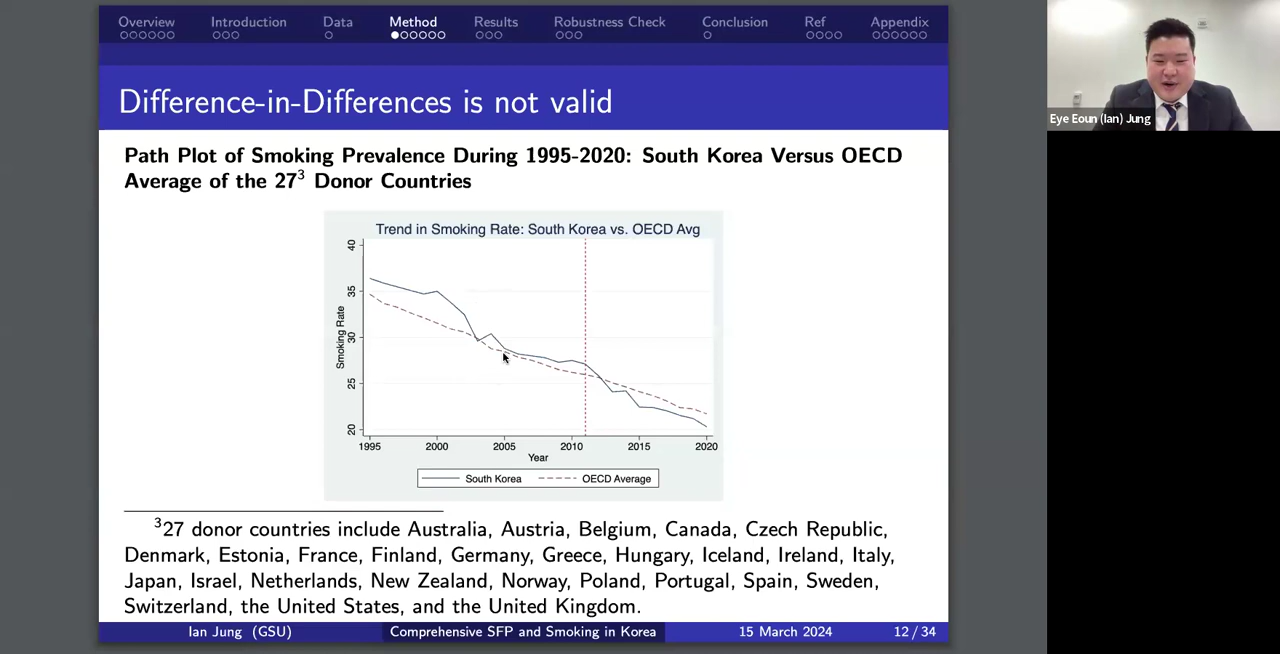 Overview Introduction Data Method Results Robustness Check Conclusion Ref Appendix
Difference-in-Differences is not valid
Path Plot of Smoking Prevalence During 1995-2020: South Korea Versus OECD
Average of the 27³ Donor Countries
Trend in Smoking Rate: South Korea vs. OECD Avg
40
35
30
25
20
Smoking Rate
1995 2000 2005 2010 2015 2020
Year
South Korea OECD Average
³27 donor countries include Australia, Austria, Belgium, Canada, Czech Republic,
Denmark, Estonia, France, Finland, Germany, Greece, Hungary, Iceland, Ireland, Italy,
Japan, Israel, Netherlands, New Zealand, Norway, Poland, Portugal, Spain, Sweden,
Switzerland, the United States, and the United Kingdom.
Ian Jung (GSU) Comprehensive SFP and Smoking in Korea 15 March 2024 12 / 34
Eye Eoun (Ian) Jung